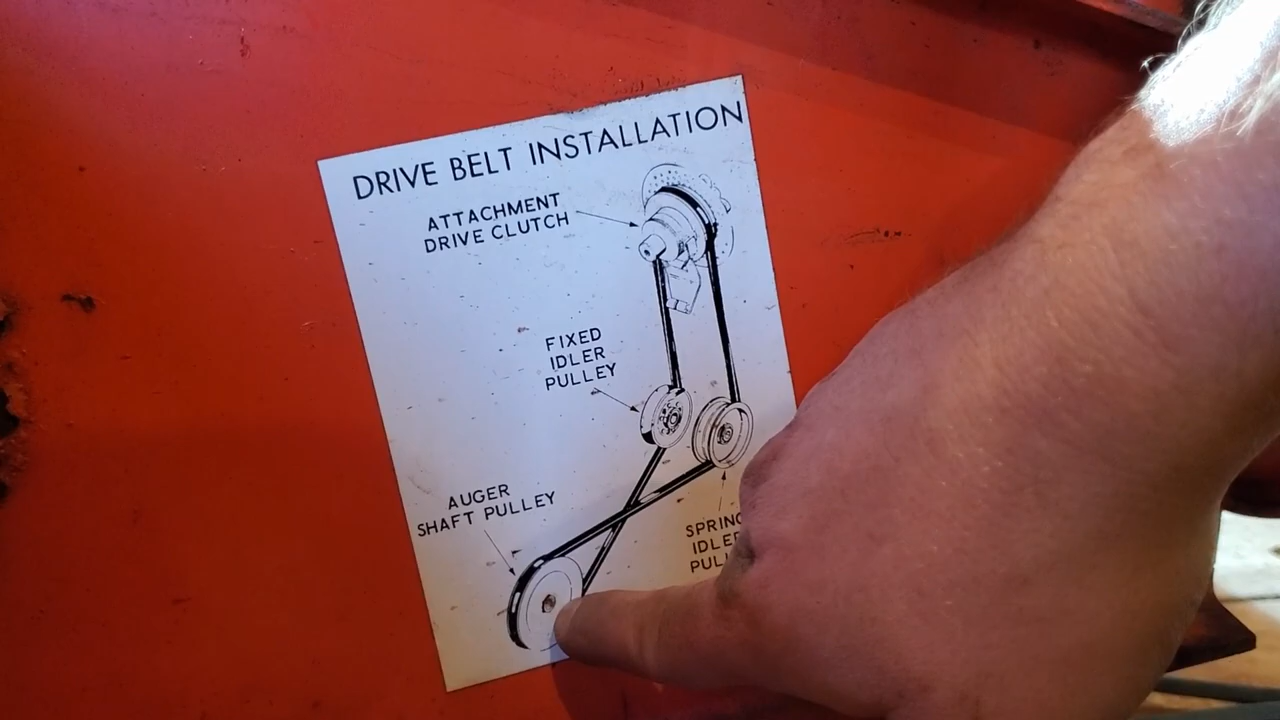 DRIVE BELT INSTALLATION
ATTACHMENT
DRIVE CLUTCH
FIXED
IDLER
PULLEY
AUGER
SHAFT PULLEY